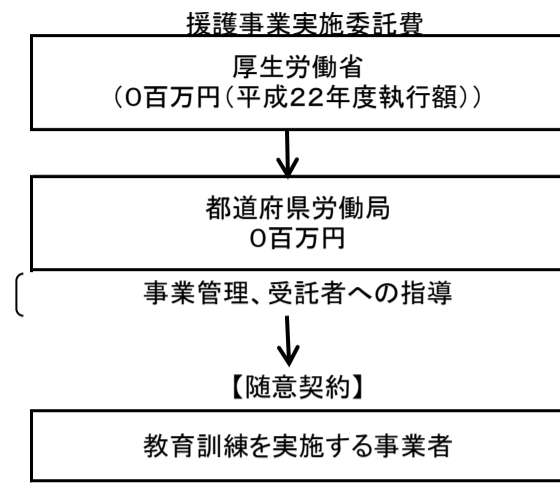 援護事業実施委託費
厚生労働省
（0百万円（平成22年度執行額））
都道府県労働局
0百万円
事業管理、受託者への指導
【随意契約】
教育訓練を実施する事業者